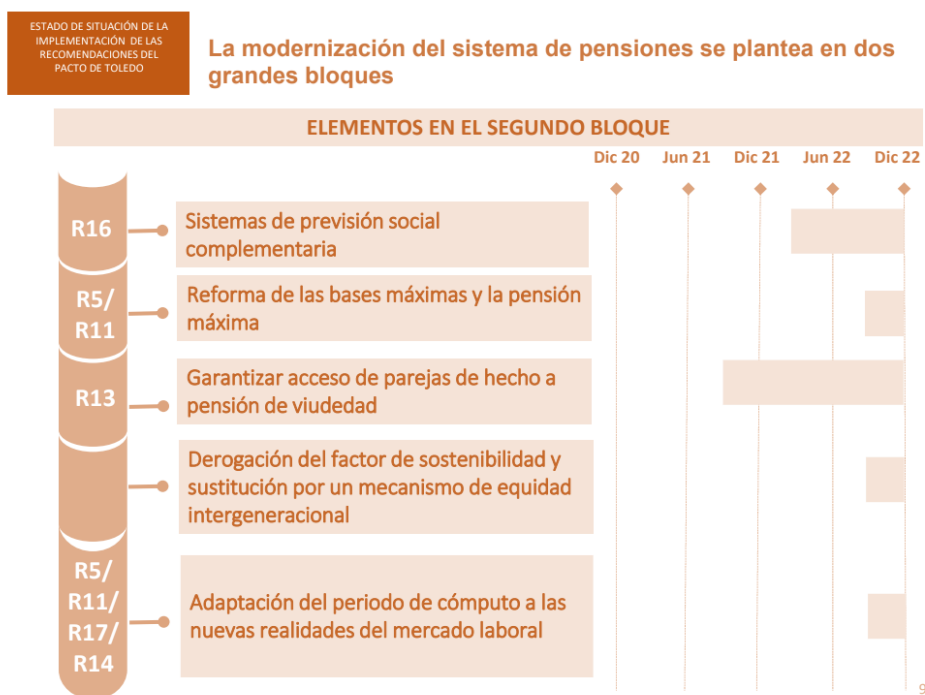 ESTADO DE SITUACIÓN DE LA
IMPLEMENTACIÓN DE LAS
RECOMENDACIONES DEL
PACTO DE TOLEDO
La modernización del sistema de pensiones se plantea en dos
grandes bloques
ELEMENTOS EN EL SEGUNDO BLOQUE
Dic 20 Jun 21 Dic 21 Jun 22 Dic 22
R16
Sistemas de previsión social
complementaria
R5/
R11
Reforma de las bases máximas y la pensión
máxima
R13
Garantizar acceso de parejas de hecho a
pensión de viudedad
Derogación del factor de sostenibilidad y
sustitución por un mecanismo de equidad
intergeneracional
R5/
R11/
R17/
R14
Adaptación del periodo de cómputo a las
nuevas realidades del mercado laboral
9